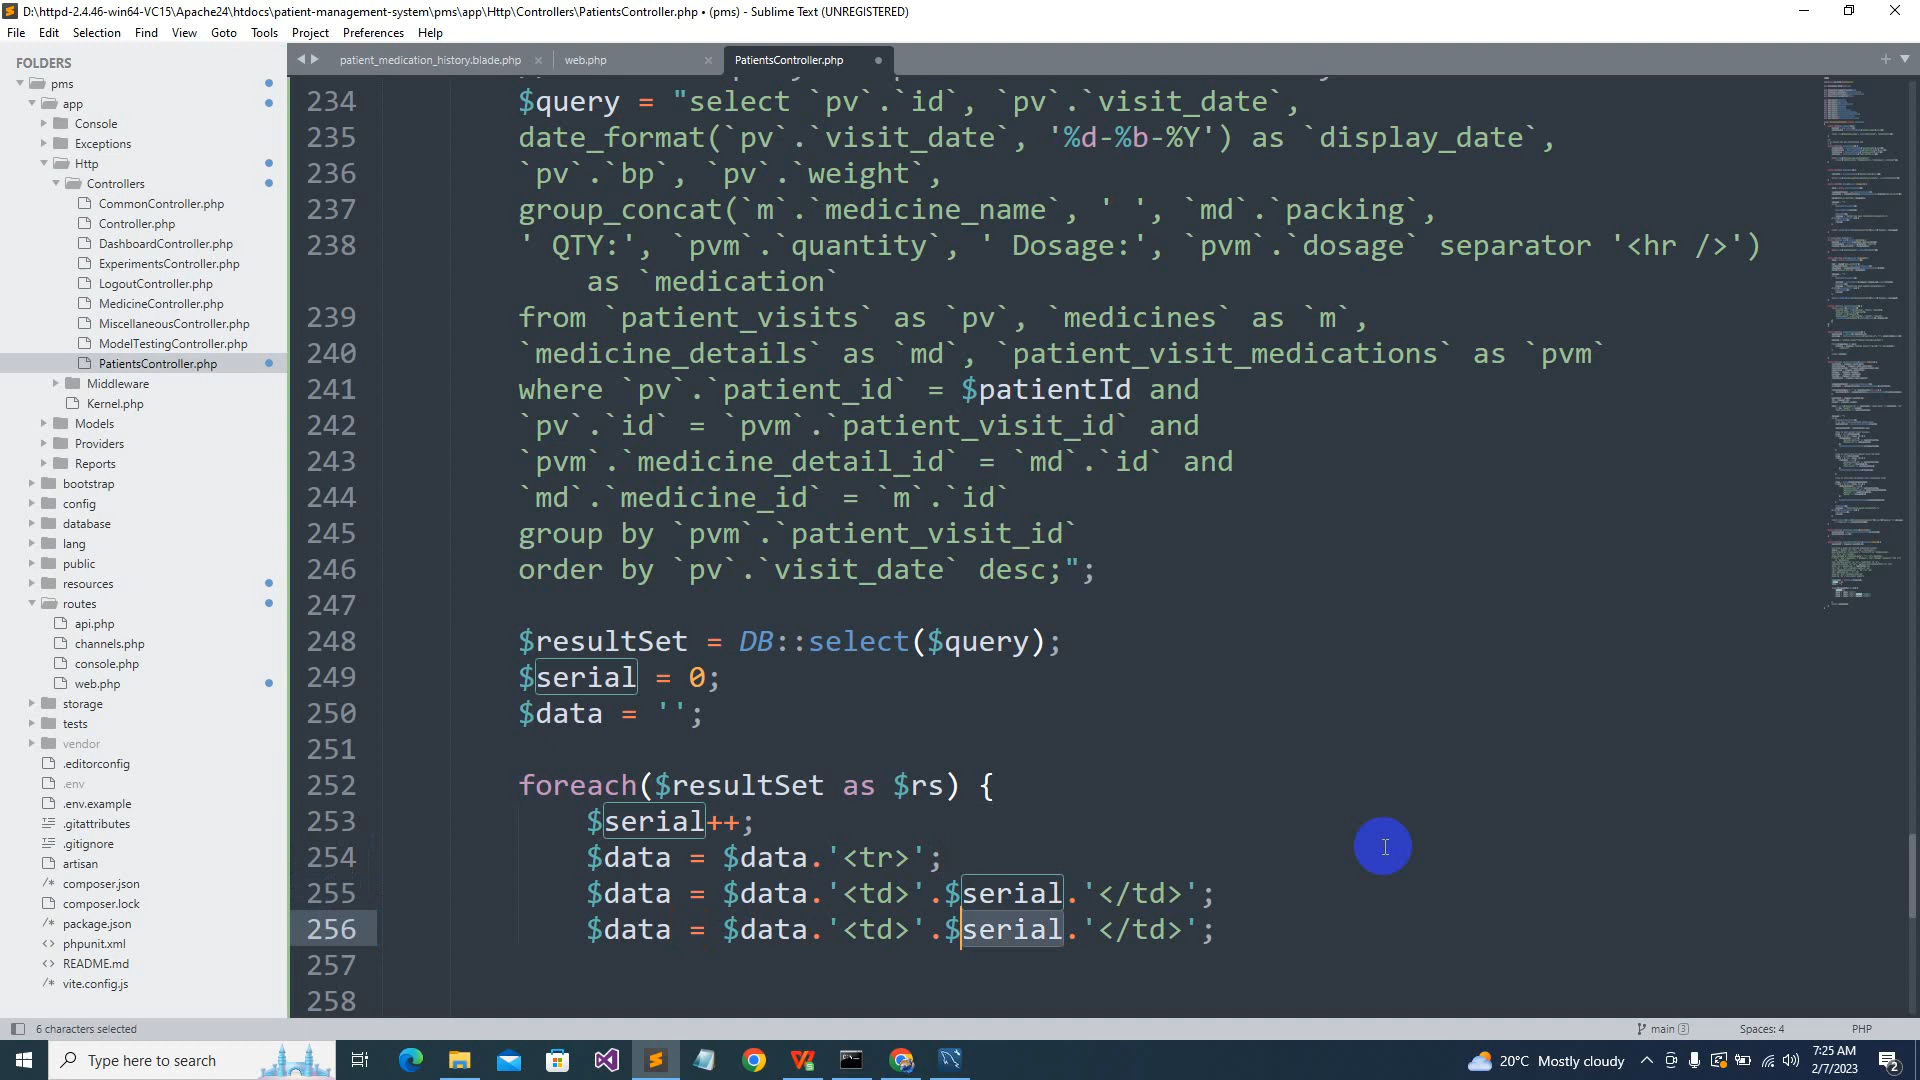 D:\httpd-2.4.46-win64-VC15\Apache24\htdocs\patient-management-system\pms\app\Http\Controllers\PatientsController.php • (pms) - Sublime Text (UNREGISTERED)
File Edit Selection Find View Goto Tools Project Preferences Help
FOLDERS
pms
app
Console
Exceptions
Http
Controllers
CommonController.php
Controller.php
DashboardController.php
ExperimentsController.php
LogoutController.php
MedicineController.php
MiscellaneousController.php
ModelTestingController.php
PatientsController.php
Middleware
Kernel.php
Models
Providers
Reports
bootstrap
config
database
lang
public
resources
routes
api.php
channels.php
console.php
web.php
storage
tests
vendor
.editorconfig
.env
.env.example
.gitattributes
.gitignore
artisan
composer.json
composer.lock
package.json
phpunit.xml
README.md
vite.config.js
patient_medication_history.blade.php web.php PatientsController.php
234 $query = "select `pv`.`id`, `pv`.`visit_date`,
235 date_format(`pv`.`visit_date`, '%d-%b-%Y') as `display_date`,
236 `pv`.`bp`, `pv`.`weight`,
237 group_concat(`m`.`medicine_name`, ' ', `md`.`packing`,
238 ' QTY:', `pvm`.`quantity`, ' Dosage:', `pvm`.`dosage` separator '<hr />')
as `medication`
239 from `patient_visits` as `pv`, `medicines` as `m`,
240 `medicine_details` as `md`, `patient_visit_medications` as `pvm`
241 where `pv`.`patient_id` = $patientId and
242 `pv`.`id` = `pvm`.`patient_visit_id` and
243 `pvm`.`medicine_detail_id` = `md`.`id` and
244 `md`.`medicine_id` = `m`.`id`
245 group by `pvm`.`patient_visit_id`
246 order by `pv`.`visit_date` desc;";
247
248 $resultSet = DB::select($query);
249 $serial = 0;
250 $data = '';
251
252 foreach($resultSet as $rs) {
253 $serial++;
254 $data = $data.'<tr>';
255 $data = $data.'<td>'.$serial.'</td>';
256 $data = $data.'<td>'.$serial.'</td>';
257
258
6 characters selected main 3 Spaces: 4 PHP
Type here to search 20°C Mostly cloudy 7:25 AM
2/7/2023 2